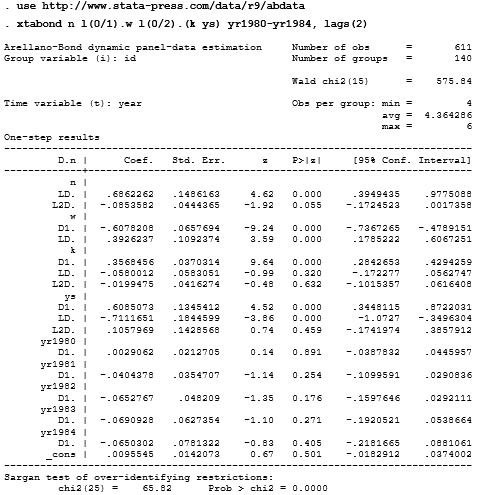 . use http://www.stata-press.com/data/r9/abdata
. xtabond n l(0/1).w l(0/2).(k ys) yr1980-yr1984, lags(2)
Arellano-Bond dynamic panel-data estimation Number of obs = 611
Group variable (i): id Number of groups = 140
Wald chi2(15) = 575.84
Time variable (t): year Obs per group: min = 4
avg = 4.364286
max = 6
One-step results
------------------------------------------------------------------------------
D.n | Coef. Std. Err. z P>|z| [95% Conf. Interval]
-------------+----------------------------------------------------------------
n |
LD. | .6862262 .1486163 4.62 0.000 .3949435 .9775088
L2D. | -.0853582 .0444365 -1.92 0.055 -.1724523 .0017358
w |
D1. | -.6078208 .0657694 -9.24 0.000 -.7367265 -.4789151
LD. | .3926237 .1092374 3.59 0.000 .1785222 .6067251
k |
D1. | .3568456 .0370314 9.64 0.000 .2842653 .4294259
LD. | -.0580012 .0583051 -0.99 0.320 -.172277 .0562747
L2D. | -.0199475 .0416274 -0.48 0.632 -.1015357 .0616408
ys |
D1. | .6085073 .1345412 4.52 0.000 .3448115 .8722031
LD. | -.7111651 .1844599 -3.86 0.000 -1.0727 -.3496304
L2D. | .1057969 .1428568 0.74 0.459 -.1741974 .3857912
yr1980 |
D1. | .0029062 .0212705 0.14 0.891 -.0387832 .0445957
yr1981 |
D1. | -.0404378 .0354707 -1.14 0.254 -.1099591 .0290836
yr1982 |
D1. | -.0652767 .048209 -1.35 0.176 -.1597646 .0292111
yr1983 |
D1. | -.0690928 .0627354 -1.10 0.271 -.1920521 .0538664
yr1984 |
D1. | -.0650302 .0781322 -0.83 0.405 -.2181665 .0881061
_cons | .0095545 .0142073 0.67 0.501 -.0182912 .0374002
------------------------------------------------------------------------------
Sargan test of over-identifying restrictions:
chi2(25) = 65.82 Prob > chi2 = 0.0000